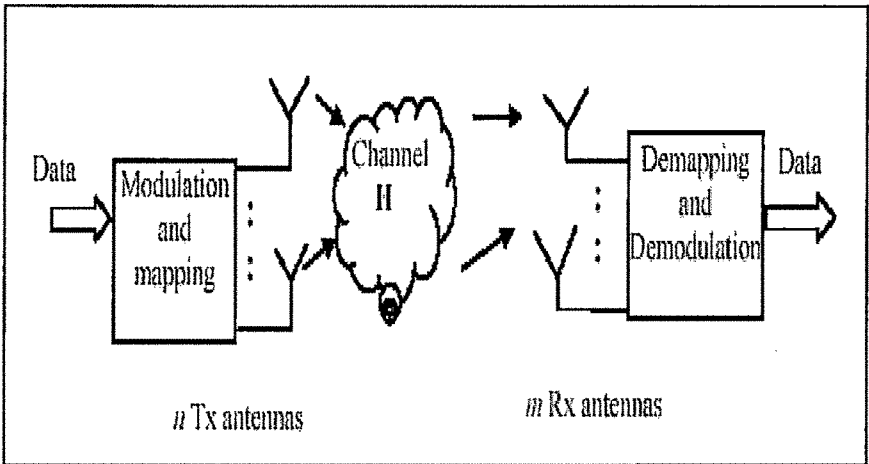 Data
Modulation
and
mapping
Channel
H
Demapping
and
Demodulation
Data
n Tx antennas
m Rx antennas